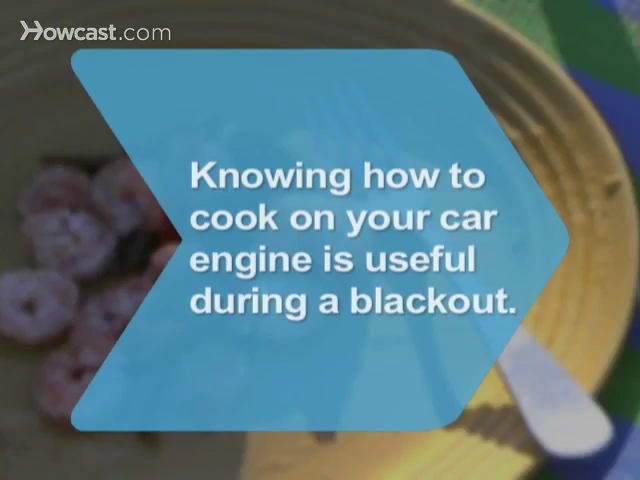 Howcast.com
Knowing how to
cook on your car
engine is useful
during a blackout.